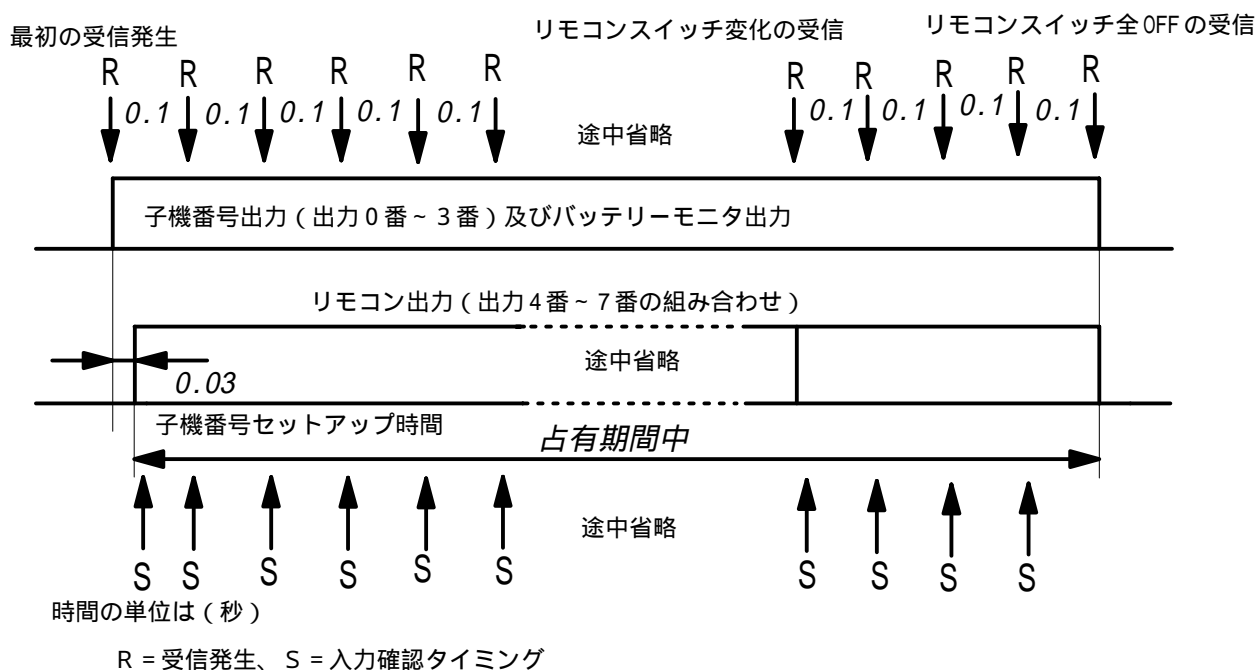 最初の受信発生
リモコンスイッチ変化の受信
リモコンスイッチ全OFFの受信
R R R R R R R R R R R
0.1 0.1 0.1 0.1 0.1 0.1 0.1 0.1 0.1
途中省略
子機番号出力(出力0番~3番)及びバッテリーモニタ出力
リモコン出力(出力4番~7番の組み合わせ)
途中省略
0.03
子機番号セットアップ時間
占有期間中
途中省略
S S S S S S S S S S
時間の単位は(秒)
R=受信発生、S=入力確認タイミング